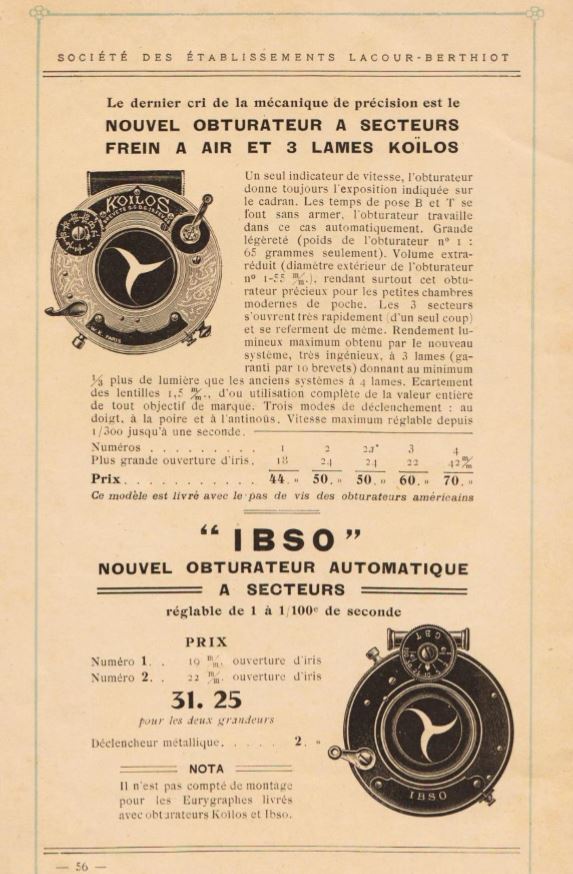 SOCIÉTÉ DES ÉTABLISSEMENTS LACOUR-BERTHIOT
Le dernier cri de la mécanique de précision est le
NOUVEL OBTURATEUR A SECTEURS
FREIN A AIR ET 3 LAMES KOÏLOS
KOILOS
Un seul indicateur de vitesse, l'obturateur
donne toujours l'exposition indiquée sur
le cadran. Les temps de pose B et T se
font sans armer, l'obturateur travaille
dans ce cas automatiquement. Grande
légèreté (poids de l'obturateur nº 1 :
65 grammes seulement). Volume extra-
réduit (diamètre extérieur de l'obturateur
nº 1-55 m/m.), rendant surtout cet obtu-
rateur précieux pour les petites chambres
modernes de poche. Les 3 secteurs
s'ouvrent très rapidement (d'un seul coup)
et se referment de même. Rendement lu-
mineux maximum obtenu par le nouveau
système, très ingénieux, à 3 lames (ga-
ranti par 10 brevets) donnant au minimum
1/3 plus de lumière que les anciens systèmes à 4 lames. Ecartement
des lentilles 1,5 m/m., d'ou utilisation complète de la valeur entière
de tout objectif de marque. Trois modes de déclenchement : au
doigt, à la poire et à l'antinoüs. Vitesse maximum réglable depuis
1/300 jusqu'à une seconde.
Numéros . . . . . . . . . 1 2 3 4
Plus grande ouverture d'iris. 18 24 24 22 42 m/m
Prix. . . . . . . . . . . . 44. » 50. » 50. » 60. » 70. »
Ce modèle est livré avec le pas de vis des obturateurs américains
“ IBSO ”
NOUVEL OBTURATEUR AUTOMATIQUE
A SECTEURS
réglable de 1 à 1/100e de seconde
PRIX
Numéro 1. . 19 m/m. ouverture d'iris
Numéro 2. . 22 m/m. ouverture d'iris
31. 25
pour les deux grandeurs
Déclencheur métallique. . . . . 2. »
NOTA
Il n'est pas compté de montage
pour les Eurygraphes livrés
avec obturateurs Koïlos et Ibso.
IBSO
— 56 —